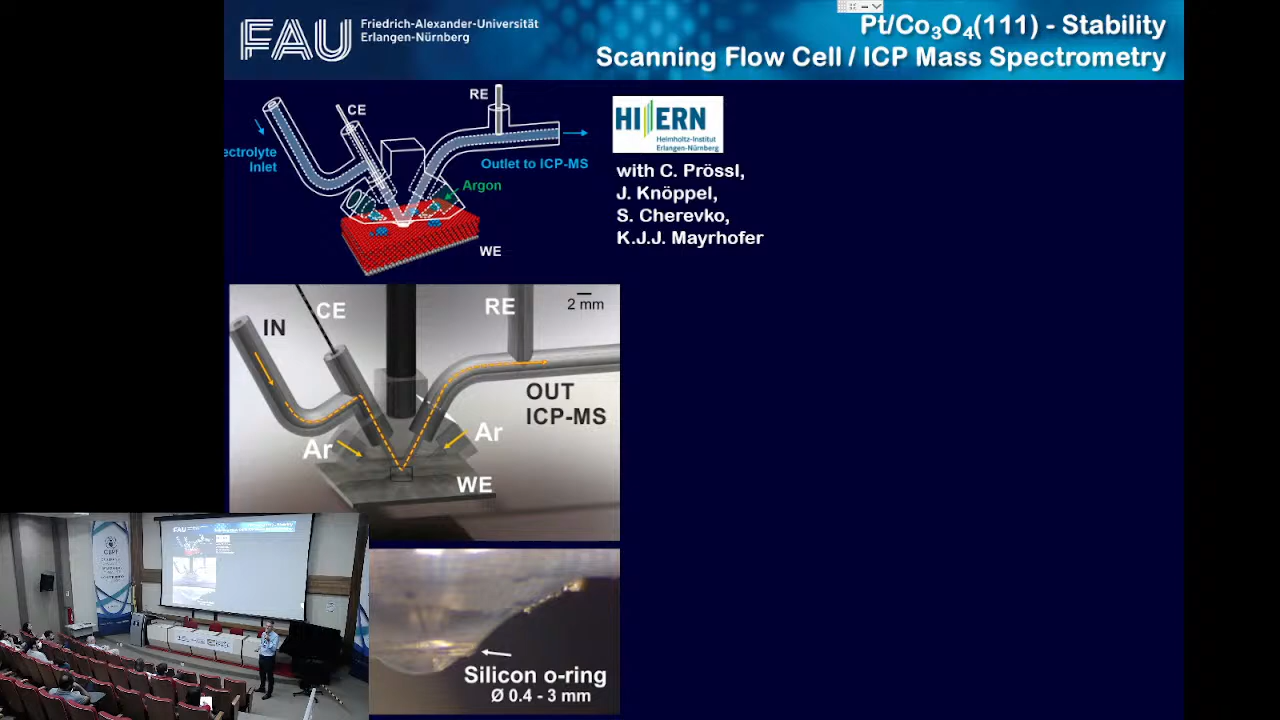 FAU
Friedrich-Alexander-Universität
Erlangen-Nürnberg
Pt/Co3O4(111) - Stability
Scanning Flow Cell / ICP Mass Spectrometry
RE
CE
ectrolyte
Inlet
Outlet to ICP-MS
Argon
WE
HI ERN
Helmholtz-Institut
Erlangen-Nürnberg
with C. Prössl,
J. Knöppel,
S. Cherevko,
K.J.J. Mayrhofer
2 mm
CE
RE
IN
OUT
ICP-MS
Ar
Ar
WE
Silicon o-ring
Ø 0.4 - 3 mm
FAU